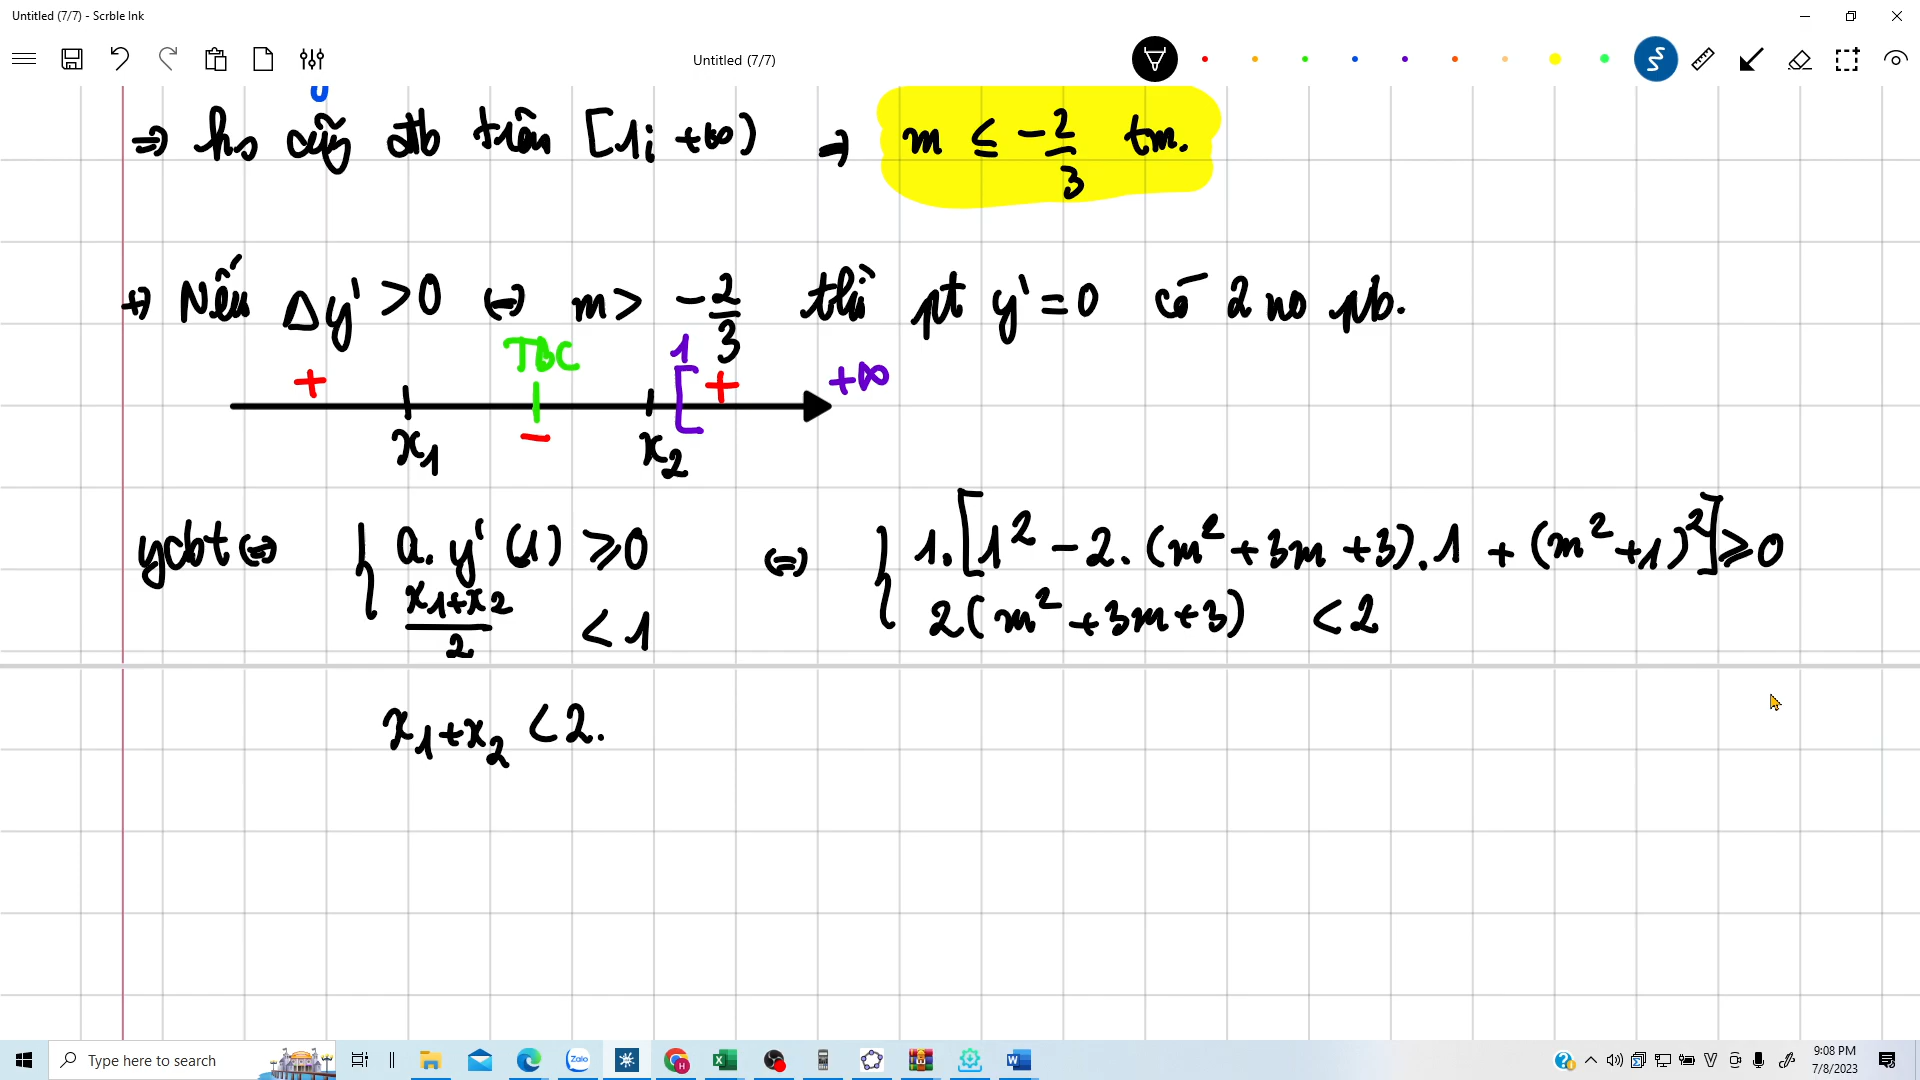 Untitled (7/7) - Scrble Ink
Untitled (7/7)
=) hs cũng đb trên [1; +∞) =) m ≤ -2/3 tm.
+) Nếu Δy' > 0 (=) m > -2/3 thì pt y' = 0 có 2 no pb.
TBC 1
+ + +∞
−
x₁ x₂
ycbt (=) { a. y' (1) ≥ 0 (=) { 1. [1² - 2. (m² + 3m + 3). 1 + (m² + 1)²] ≥ 0
(x₁+x₂)/2 < 1 2(m² + 3m + 3) < 2
x₁ + x₂ < 2.
Type here to search
Zalo
9:08 PM
7/8/2023